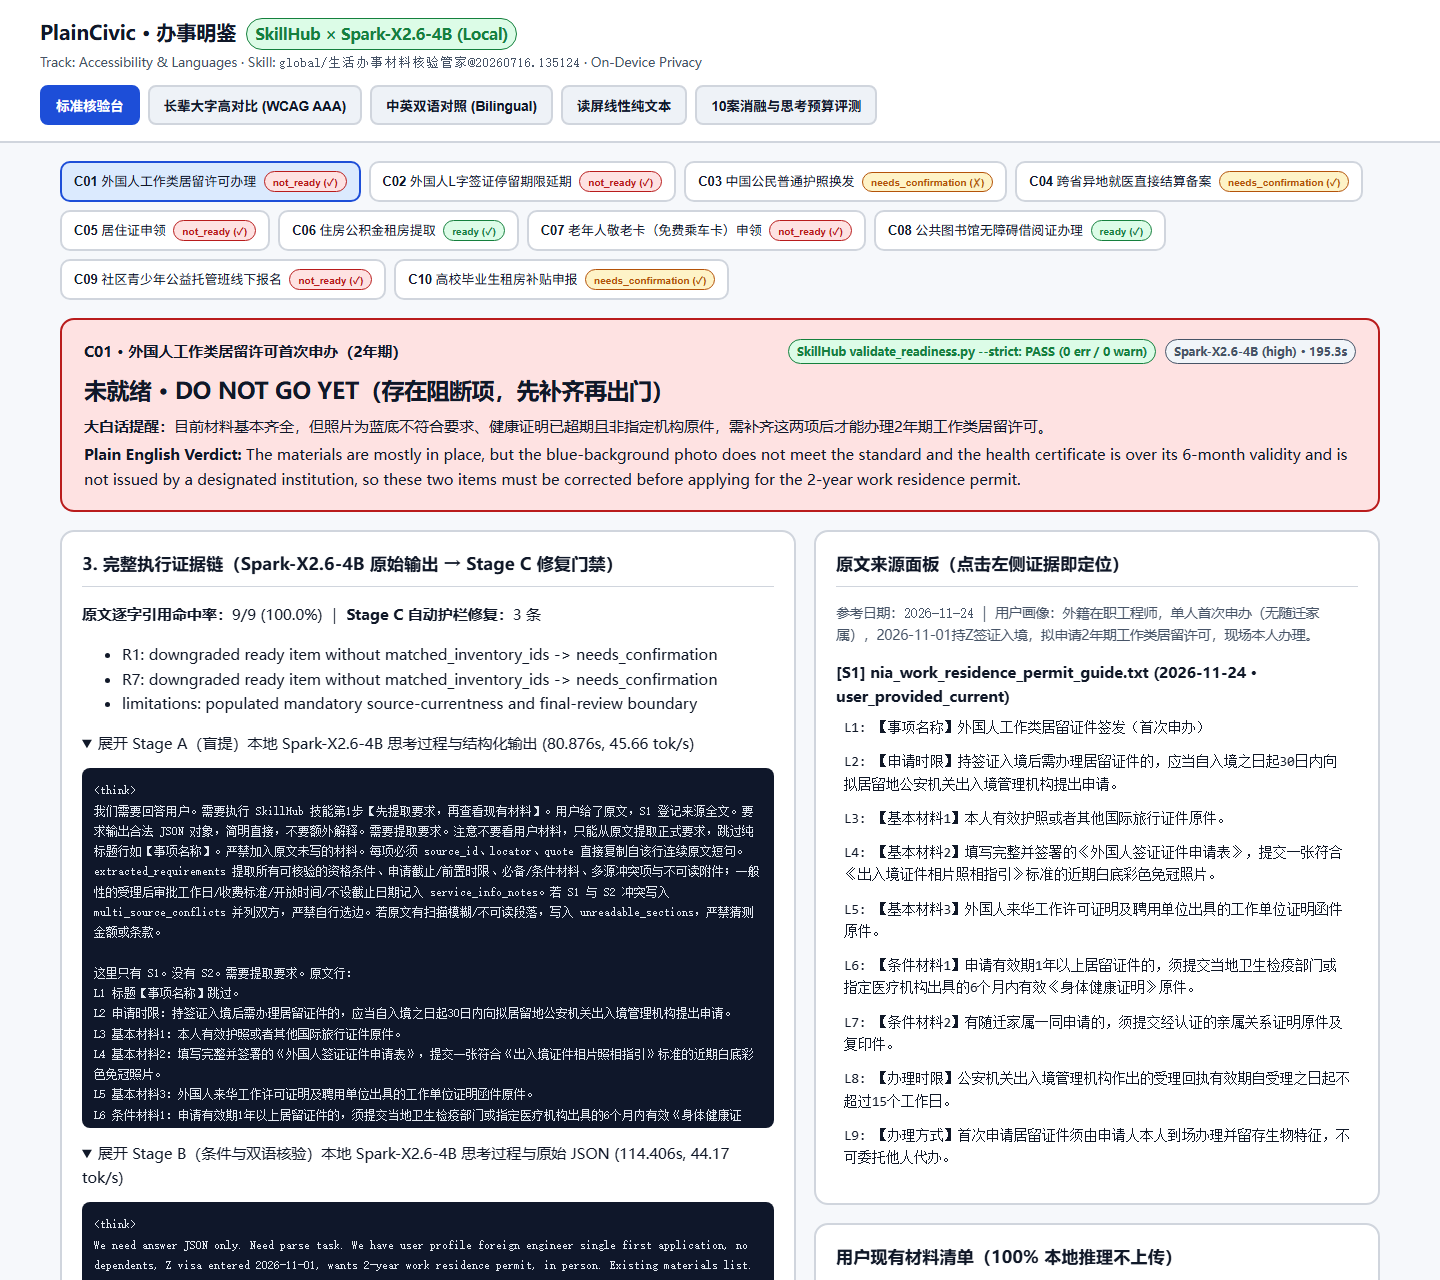 PlainCivic • 办事明鉴 SkillHub × Spark-X2.6-4B (Local)
Track: Accessibility & Languages · Skill: global/生活办事材料核验管家@20260716.135124 · On-Device Privacy
标准核验台 长辈大字高对比 (WCAG AAA) 中英双语对照 (Bilingual) 读屏线性纯文本 10案消融与思考预算评测
C01 外国人工作类居留许可办理 not_ready (✓) C02 外国人L字签证停留期限延期 not_ready (✓) C03 中国公民普通护照换发 needs_confirmation (✗) C04 跨省异地就医直接结算备案 needs_confirmation (✓)
C05 居住证申领 not_ready (✓) C06 住房公积金租房提取 ready (✓) C07 老年人敬老卡（免费乘车卡）申领 not_ready (✓) C08 公共图书馆无障碍借阅证办理 ready (✓)
C09 社区青少年公益托管班线下报名 not_ready (✓) C10 高校毕业生租房补贴申报 needs_confirmation (✓)
C01 • 外国人工作类居留许可首次申办（2年期） SkillHub validate_readiness.py --strict: PASS (0 err / 0 warn) Spark-X2.6-4B (high) • 195.3s
未就绪 • DO NOT GO YET（存在阻断项，先补齐再出门）
大白话提醒：目前材料基本齐全，但照片为蓝底不符合要求、健康证明已超期且非指定机构原件，需补齐这两项后才能办理2年期工作类居留许可。
Plain English Verdict: The materials are mostly in place, but the blue-background photo does not meet the standard and the health certificate is over its 6-month validity and is
not issued by a designated institution, so these two items must be corrected before applying for the 2-year work residence permit.
3. 完整执行证据链（Spark-X2.6-4B 原始输出 → Stage C 修复门禁）
原文逐字引用命中率：9/9 (100.0%) | Stage C 自动护栏修复：3 条
• R1: downgraded ready item without matched_inventory_ids -> needs_confirmation
• R7: downgraded ready item without matched_inventory_ids -> needs_confirmation
• limitations: populated mandatory source-currentness and final-review boundary
▼ 展开 Stage A（盲提）本地 Spark-X2.6-4B 思考过程与结构化输出 (80.876s, 45.66 tok/s)
<think>
我们需要回答用户。需要执行 SkillHub 技能第1步【先提取要求，再查看现有材料】。用户给了原文，S1 登记来源全文。要
求输出合法 JSON 对象，简明直接，不要额外解释。需要提取要求。注意不要看用户材料，只能从原文提取正式要求，跳过纯
标题行如【事项名称】。严禁加入原文未写的材料。每项必须 source_id、locator、quote 直接复制自该行连续原文短句。
extracted_requirements 提取所有可核验的资格条件、申请截止/前置时限、必备/条件材料、多源冲突项与不可读附件；一般
性的受理后审批工作日/收费标准/开放时间/不设截止日期记入 service_info_notes。若 S1 与 S2 冲突写入
multi_source_conflicts 并列双方，严禁自行选边。若原文有扫描模糊/不可读段落，写入 unreadable_sections，严禁猜测
金额或条款。
这里只有 S1。没有 S2。需要提取要求。原文行：
L1 标题【事项名称】跳过。
L2 申请时限：持签证入境后需办理居留证件的，应当自入境之日起30日内向拟居留地公安机关出入境管理机构提出申请。
L3 基本材料1：本人有效护照或者其他国际旅行证件原件。
L4 基本材料2：填写完整并签署的《外国人签证证件申请表》，提交一张符合《出入境证件相片照相指引》标准的近期白底彩
色免冠照片。
L5 基本材料3：外国人来华工作许可证明及聘用单位出具的工作单位证明函件原件。
L6 条件材料1：申请有效期1年以上居留证件的，须提交当地卫生检疫部门或指定医疗机构出具的6个月内有效《身体健康证
▼ 展开 Stage B（条件与双语核验）本地 Spark-X2.6-4B 思考过程与原始 JSON (114.406s, 44.17
tok/s)
<think>
We need answer JSON only. Need parse task. We have user profile foreign engineer single first application, no
dependents, Z visa entered 2026-11-01, wants 2-year work residence permit, in person. Existing materials list.
原文来源面板（点击左侧证据即定位）
参考日期：2026-11-24 | 用户画像：外籍在职工程师，单人首次申办（无随迁家
属），2026-11-01持Z签证入境，拟申请2年期工作类居留许可，现场本人办理。
[S1] nia_work_residence_permit_guide.txt (2026-11-24 •
user_provided_current)
L1: 【事项名称】外国人工作类居留证件签发（首次申办）
L2: 【申请时限】持签证入境后需办理居留证件的，应当自入境之日起30日内向
拟居留地公安机关出入境管理机构提出申请。
L3: 【基本材料1】本人有效护照或者其他国际旅行证件原件。
L4: 【基本材料2】填写完整并签署的《外国人签证证件申请表》，提交一张符合
《出入境证件相片照相指引》标准的近期白底彩色免冠照片。
L5: 【基本材料3】外国人来华工作许可证明及聘用单位出具的工作单位证明函件
原件。
L6: 【条件材料1】申请有效期1年以上居留证件的，须提交当地卫生检疫部门或
指定医疗机构出具的6个月内有效《身体健康证明》原件。
L7: 【条件材料2】有随迁家属一同申请的，须提交经认证的亲属关系证明原件及
复印件。
L8: 【办理时限】公安机关出入境管理机构作出的受理回执有效期自受理之日起不
超过15个工作日。
L9: 【办理方式】首次申请居留证件须由申请人本人到场办理并留存生物特征，不
可委托他人代办。
用户现有材料清单（100% 本地推理不上传）